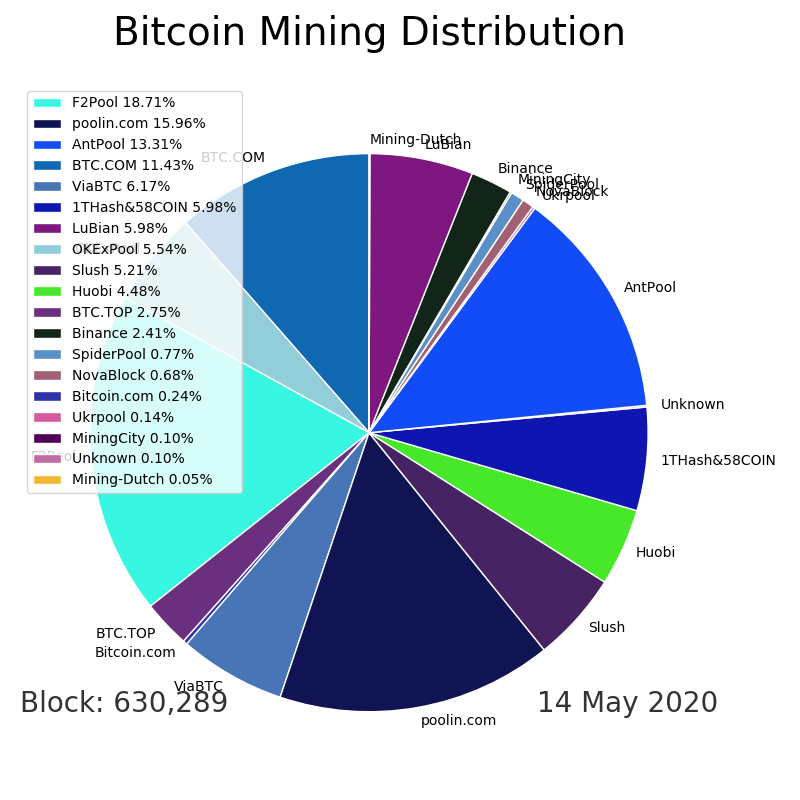 Bitcoin Mining Distribution
F2Pool 18.71%
poolin.com 15.96%
AntPool 13.31%
BTC.COM 11.43%
ViaBTC 6.17%
1THash&58COIN 5.98%
LuBian 5.98%
OKExPool 5.54%
Slush 5.21%
Huobi 4.48%
BTC.TOP 2.75%
Binance 2.41%
SpiderPool 0.77%
NovaBlock 0.68%
Bitcoin.com 0.24%
Ukrpool 0.14%
MiningCity 0.10%
Unknown 0.10%
Mining-Dutch 0.05%
Mining-Dutch
LuBian
BTC.COM
Binance
MiningCity
SpiderPool
NovaBlock
Ukrpool
AntPool
Unknown
1THash&58COIN
F2Pool
Huobi
Slush
BTC.TOP
Bitcoin.com
ViaBTC
poolin.com
Block: 630,289
14 May 2020